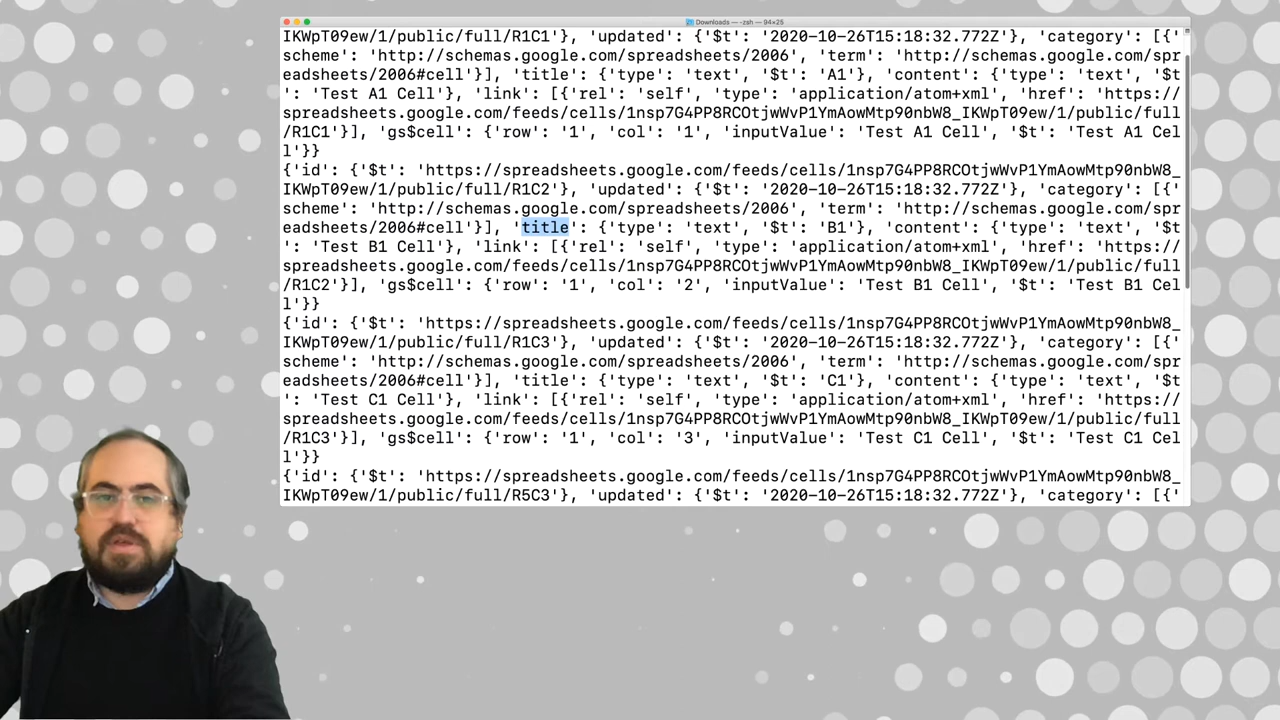 Downloads — -zsh — 94×25
IKWpT09ew/1/public/full/R1C1'}, 'updated': {'$t': '2020-10-26T15:18:32.772Z'}, 'category': [{'
scheme': 'http://schemas.google.com/spreadsheets/2006', 'term': 'http://schemas.google.com/spr
eadsheets/2006#cell'}], 'title': {'type': 'text', '$t': 'A1'}, 'content': {'type': 'text', '$t
': 'Test A1 Cell'}, 'link': [{'rel': 'self', 'type': 'application/atom+xml', 'href': 'https://
spreadsheets.google.com/feeds/cells/1nsp7G4PP8RCOtjwWvP1YmAowMtp90nbW8_IKWpT09ew/1/public/full
/R1C1'}], 'gs$cell': {'row': '1', 'col': '1', 'inputValue': 'Test A1 Cell', '$t': 'Test A1 Cel
l'}}
{'id': {'$t': 'https://spreadsheets.google.com/feeds/cells/1nsp7G4PP8RCOtjwWvP1YmAowMtp90nbW8_
IKWpT09ew/1/public/full/R1C2'}, 'updated': {'$t': '2020-10-26T15:18:32.772Z'}, 'category': [{'
scheme': 'http://schemas.google.com/spreadsheets/2006', 'term': 'http://schemas.google.com/spr
eadsheets/2006#cell'}], 'title': {'type': 'text', '$t': 'B1'}, 'content': {'type': 'text', '$t
': 'Test B1 Cell'}, 'link': [{'rel': 'self', 'type': 'application/atom+xml', 'href': 'https://
spreadsheets.google.com/feeds/cells/1nsp7G4PP8RCOtjwWvP1YmAowMtp90nbW8_IKWpT09ew/1/public/full
/R1C2'}], 'gs$cell': {'row': '1', 'col': '2', 'inputValue': 'Test B1 Cell', '$t': 'Test B1 Cel
l'}}
{'id': {'$t': 'https://spreadsheets.google.com/feeds/cells/1nsp7G4PP8RCOtjwWvP1YmAowMtp90nbW8_
IKWpT09ew/1/public/full/R1C3'}, 'updated': {'$t': '2020-10-26T15:18:32.772Z'}, 'category': [{'
scheme': 'http://schemas.google.com/spreadsheets/2006', 'term': 'http://schemas.google.com/spr
eadsheets/2006#cell'}], 'title': {'type': 'text', '$t': 'C1'}, 'content': {'type': 'text', '$t
': 'Test C1 Cell'}, 'link': [{'rel': 'self', 'type': 'application/atom+xml', 'href': 'https://
spreadsheets.google.com/feeds/cells/1nsp7G4PP8RCOtjwWvP1YmAowMtp90nbW8_IKWpT09ew/1/public/full
/R1C3'}], 'gs$cell': {'row': '1', 'col': '3', 'inputValue': 'Test C1 Cell', '$t': 'Test C1 Cel
l'}}
{'id': {'$t': 'https://spreadsheets.google.com/feeds/cells/1nsp7G4PP8RCOtjwWvP1YmAowMtp90nbW8_
IKWpT09ew/1/public/full/R5C3'}, 'updated': {'$t': '2020-10-26T15:18:32.772Z'}, 'category': [{'